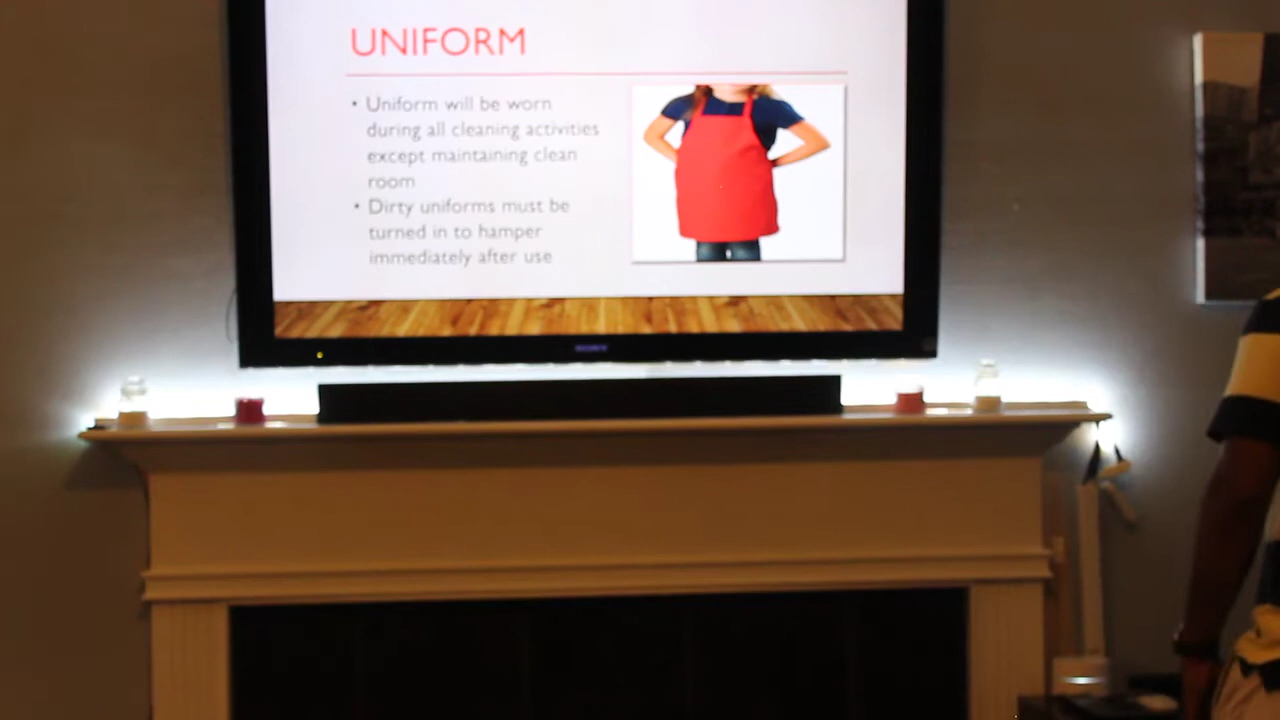 UNIFORM
• Uniform will be worn
during all cleaning activities
except maintaining clean
room
• Dirty uniforms must be
turned in to hamper
immediately after use
SONY